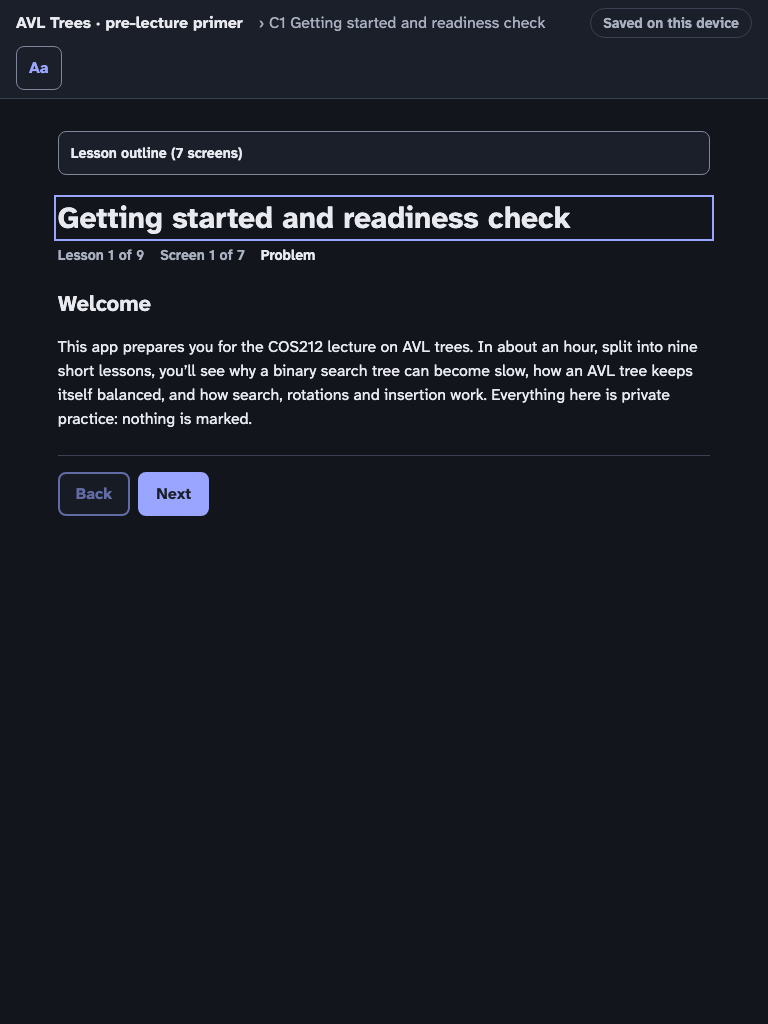 AVL Trees · pre-lecture primer › C1 Getting started and readiness check Saved on this device
Aa
Lesson outline (7 screens)
Getting started and readiness check
Lesson 1 of 9 Screen 1 of 7 Problem
Welcome
This app prepares you for the COS212 lecture on AVL trees. In about an hour, split into nine
short lessons, you’ll see why a binary search tree can become slow, how an AVL tree keeps
itself balanced, and how search, rotations and insertion work. Everything here is private
practice: nothing is marked.
Back Next